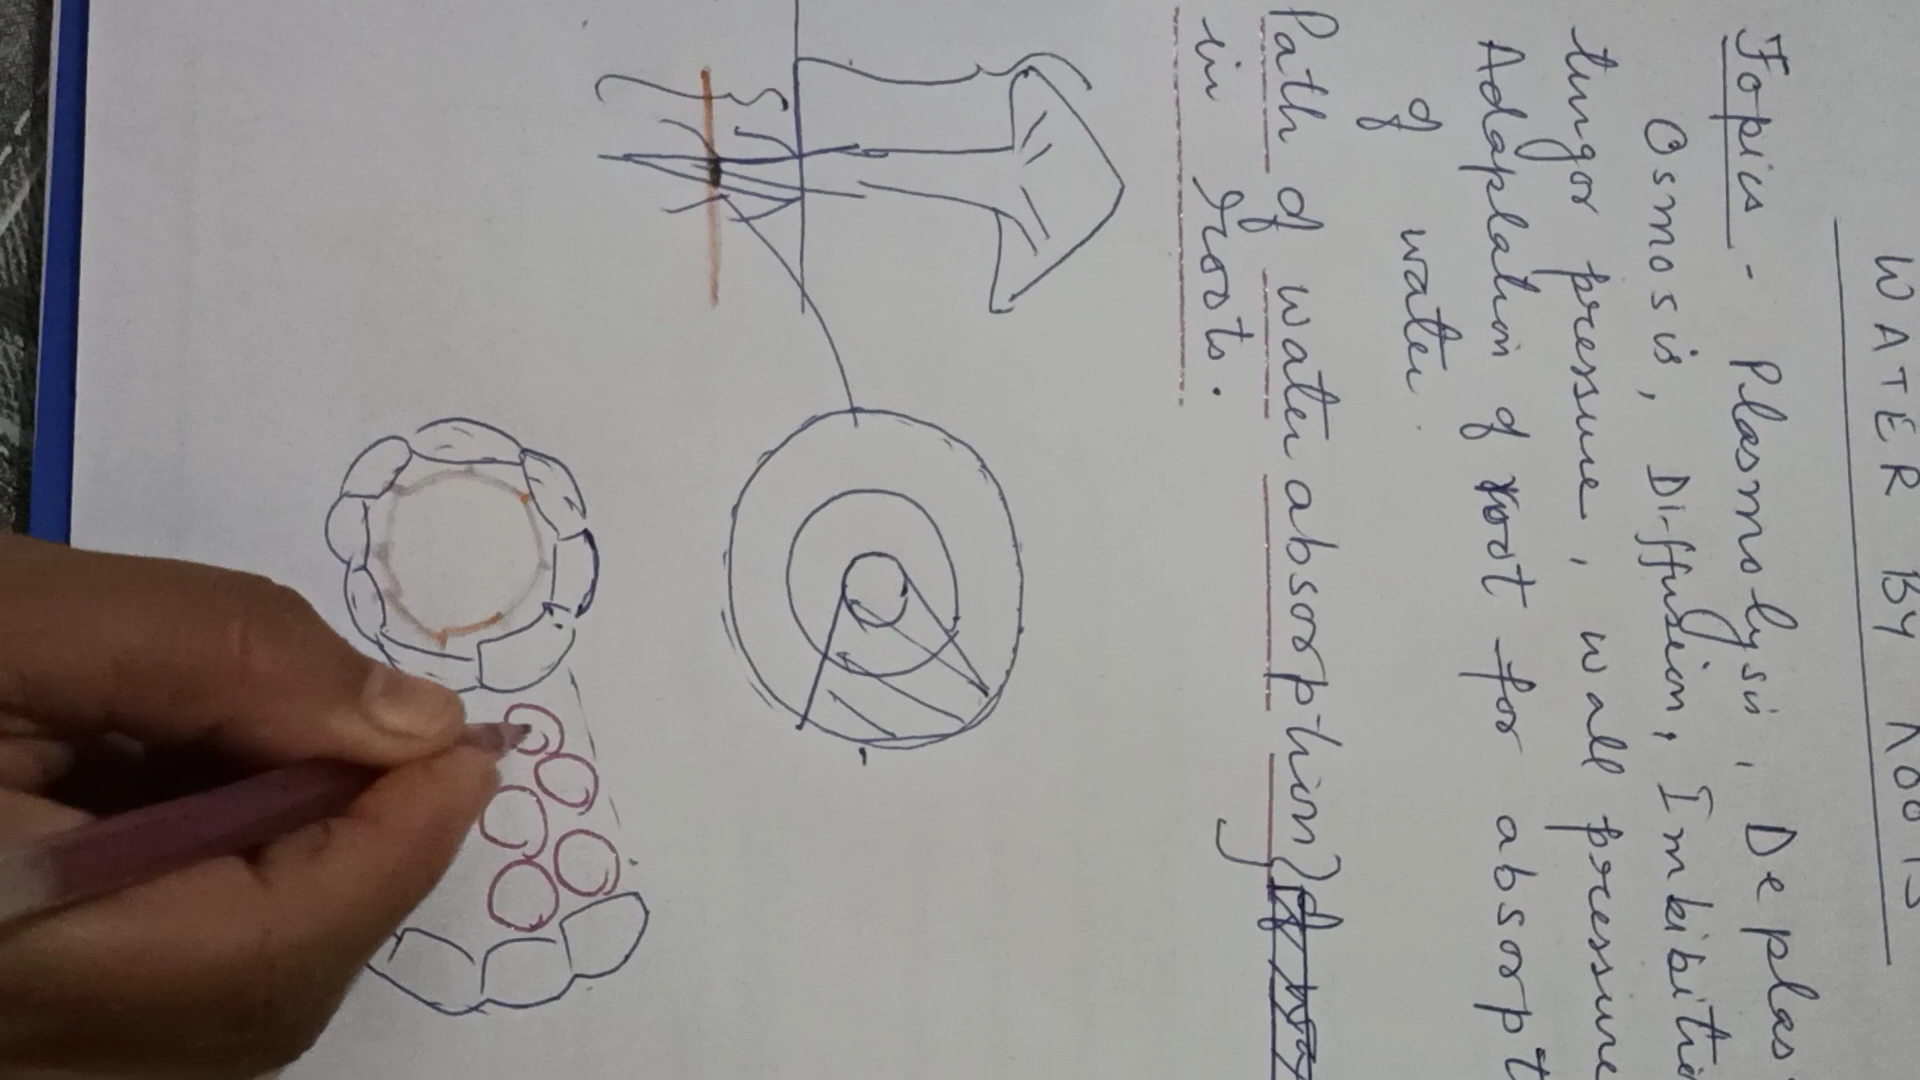 WATER BY ROOTS
Topics - Plasmolysis, Deplas
Osmosis, Diffusion, Imbibitio
turgor pressure, wall pressure
Adaplation of root for absorpt
of water.
Path of water absorption
in roots.